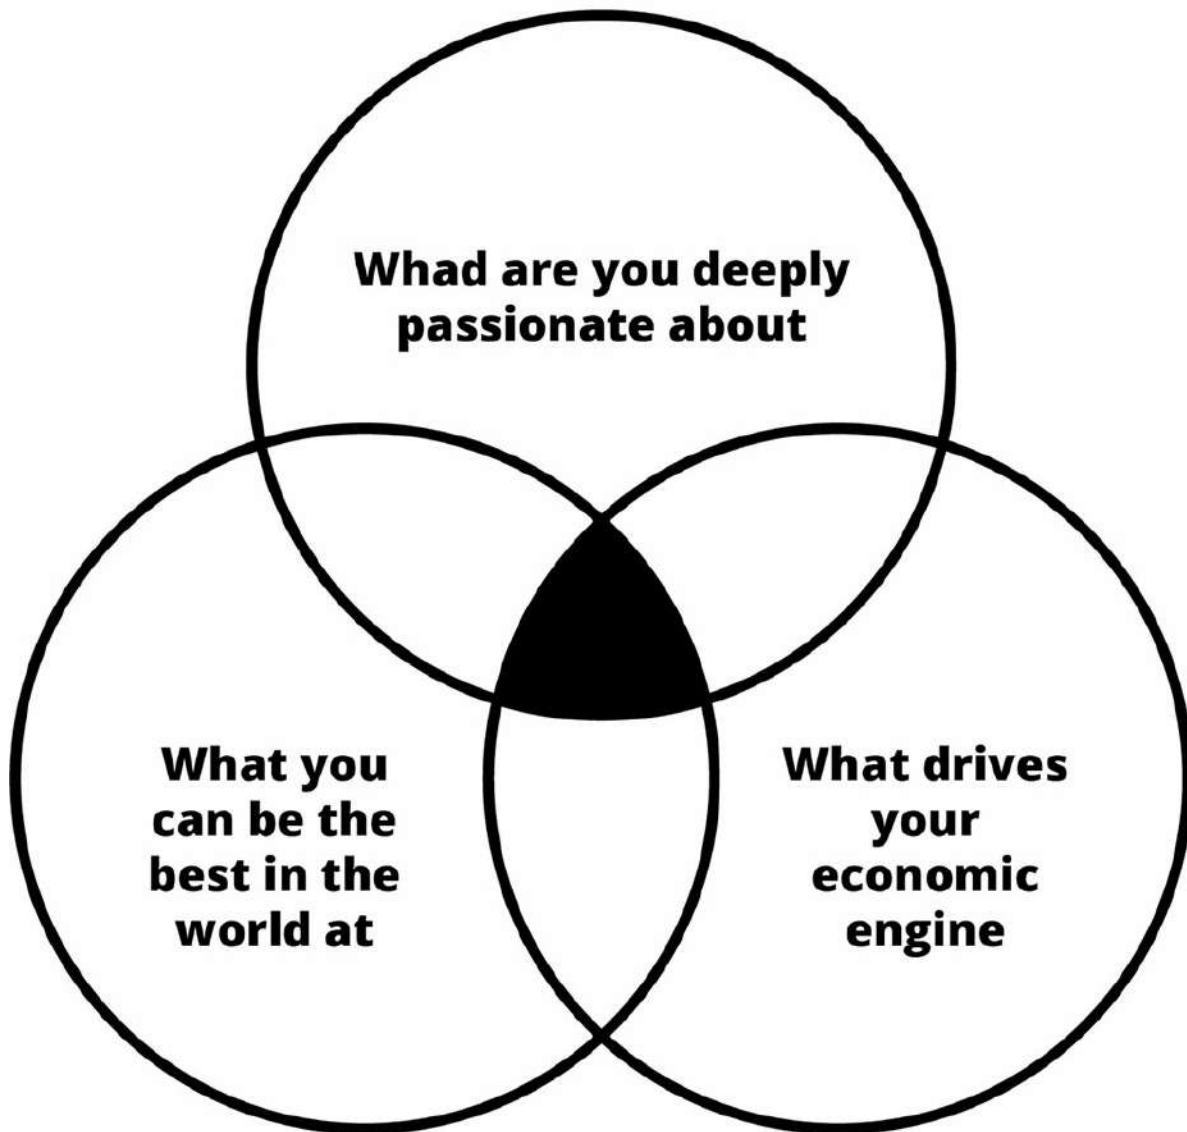 Whad are you deeply
passionate about
What you
can be the
best in the
world at
What drives
your
economic
engine